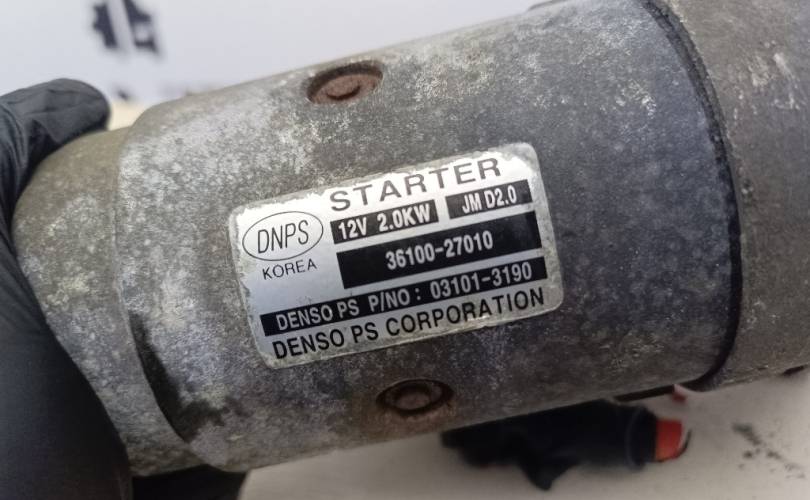 STARTER
DNPS
KOREA
12V 2.0KW
JM D2.0
36100-27010
DENSO PS P/NO: 03101-3190
DENSO PS CORPORATION